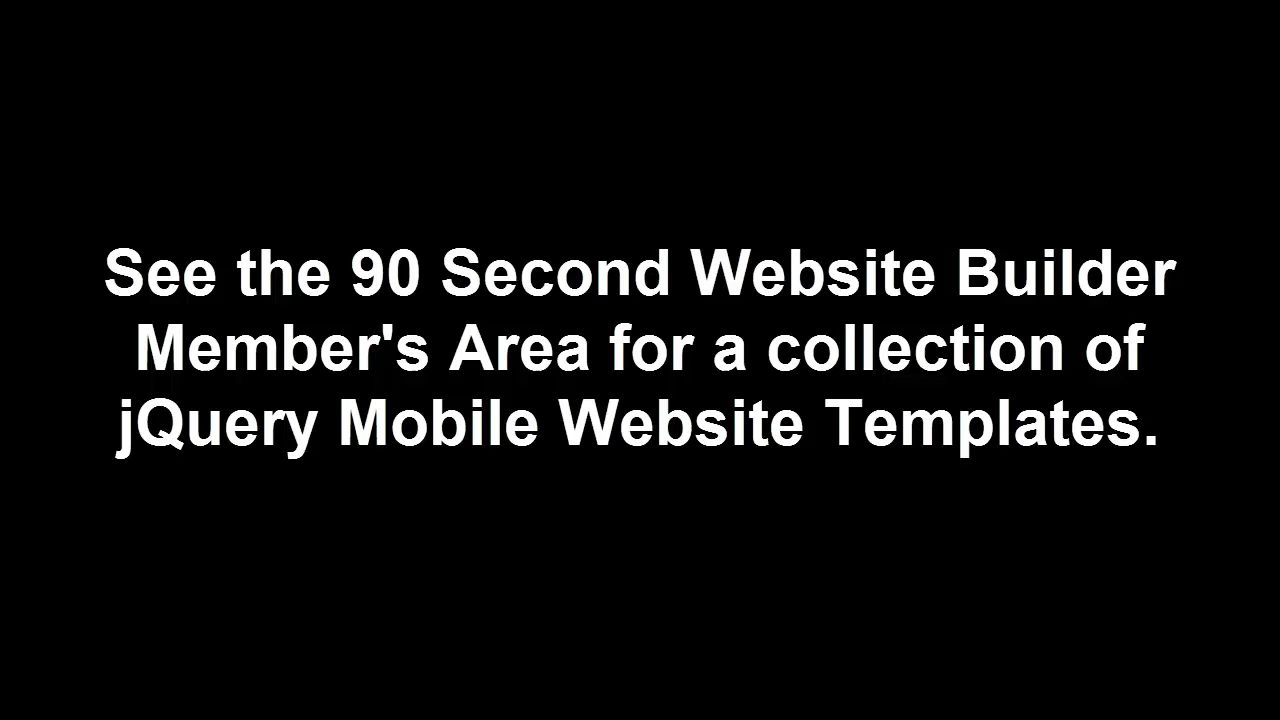 See the 90 Second Website Builder
Member's Area for a collection of
jQuery Mobile Website Templates.